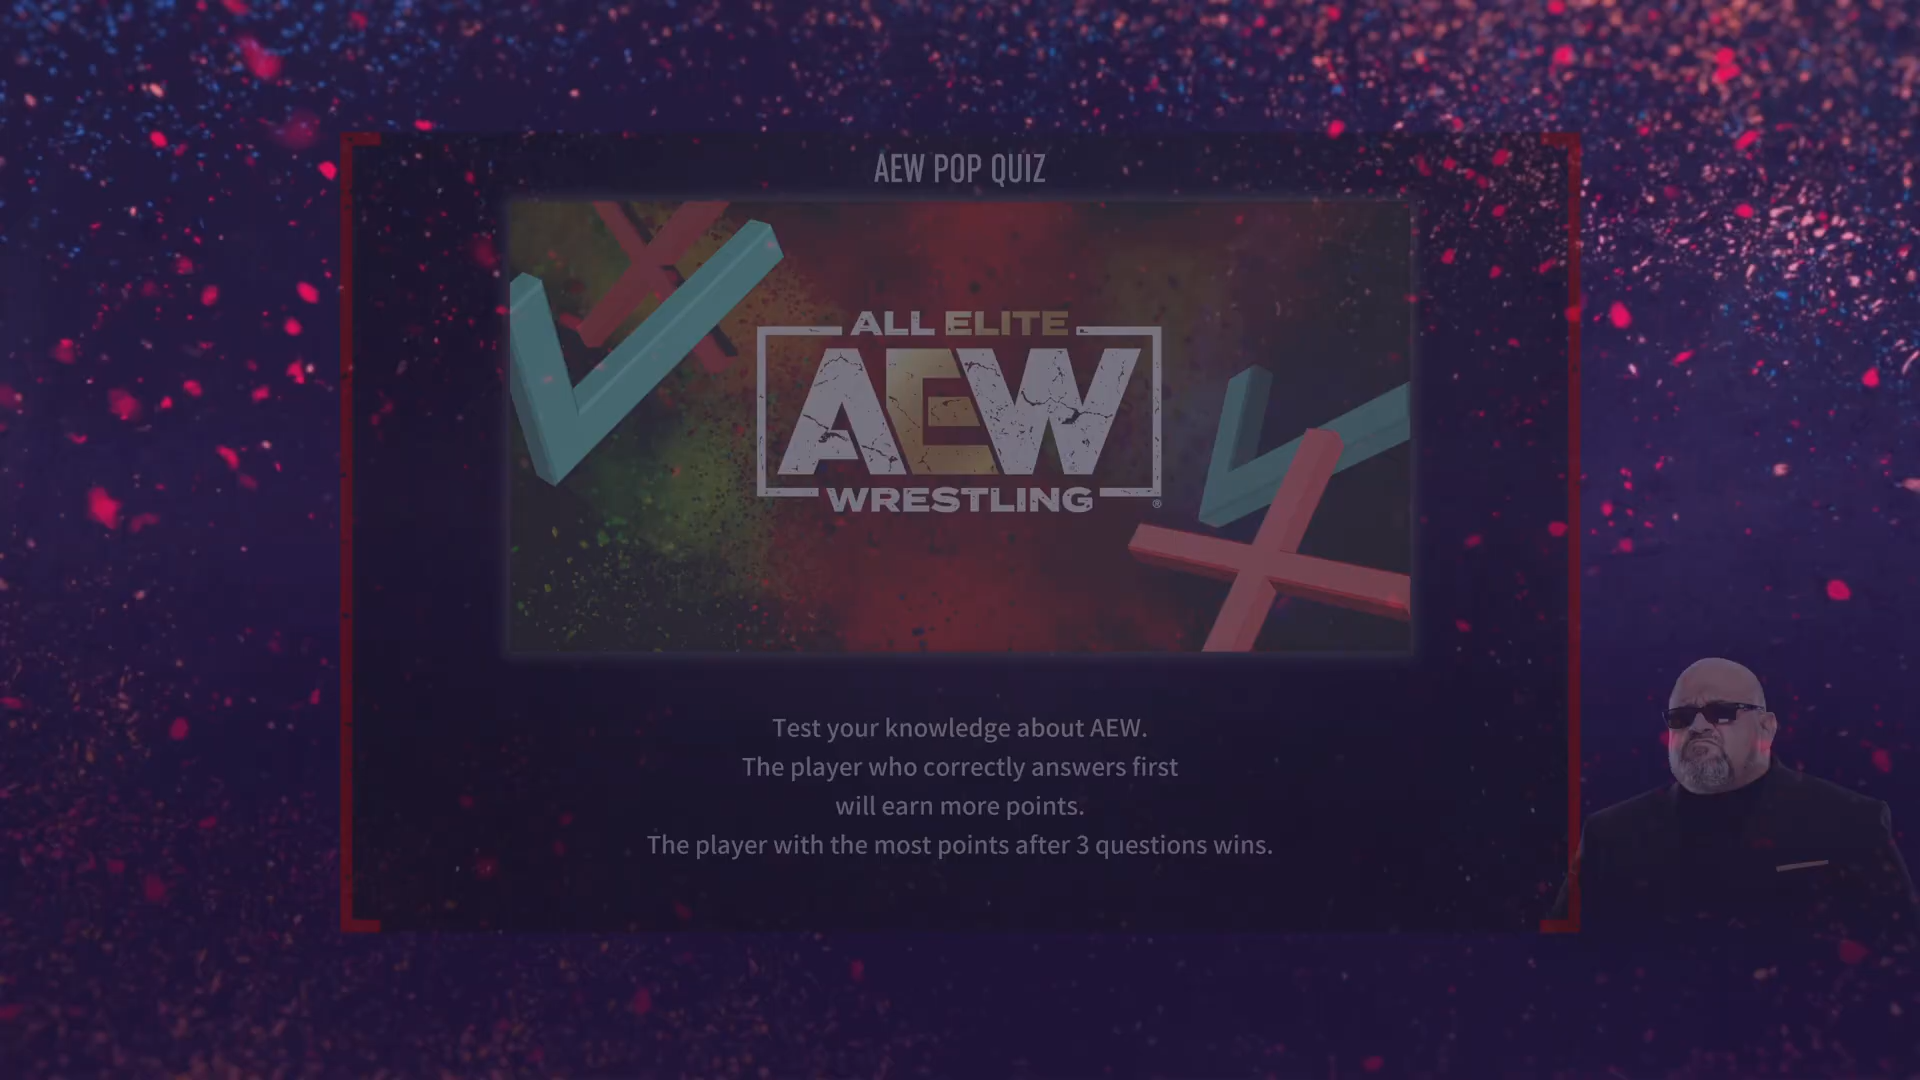 AEW POP QUIZ
ALL ELITE
AEW
WRESTLING
®
Test your knowledge about AEW.
The player who correctly answers first
will earn more points.
The player with the most points after 3 questions wins.